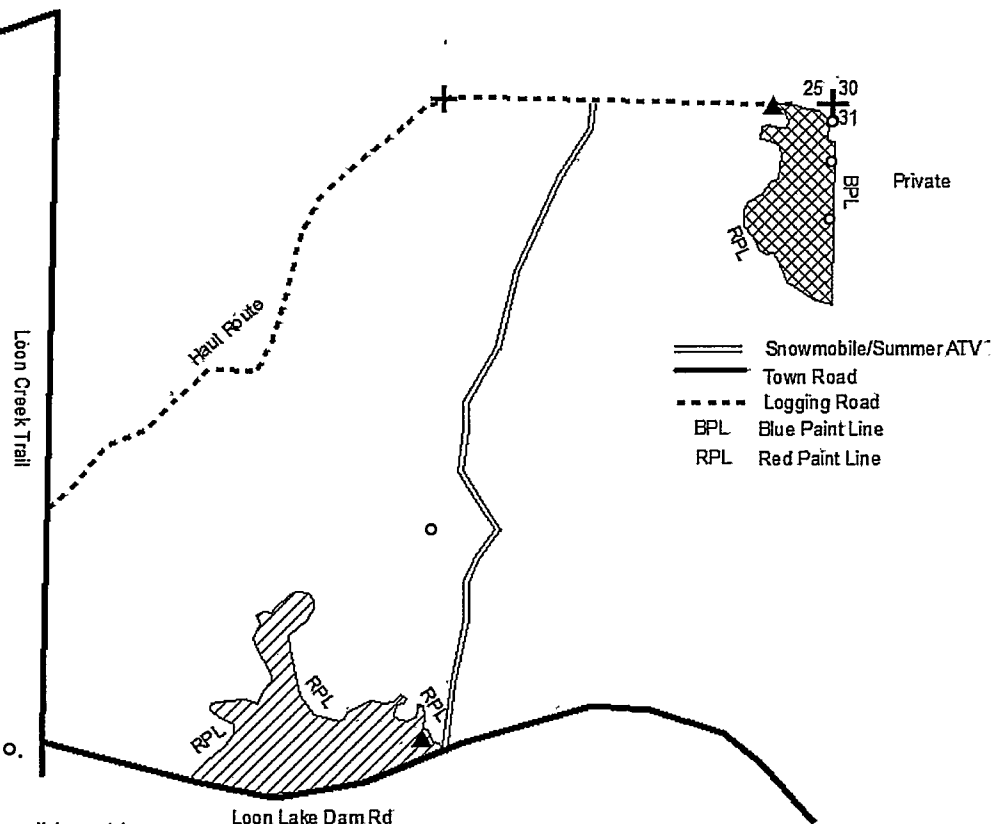 25 30
31
Private
BPL
RPL
Haul Route
Loon Creek Trail
Snowmobile/Summer ATV
Town Road
Logging Road
BPL Blue Paint Line
RPL Red Paint Line
RPL
RPL
RPL
Loon Lake Dam Rd